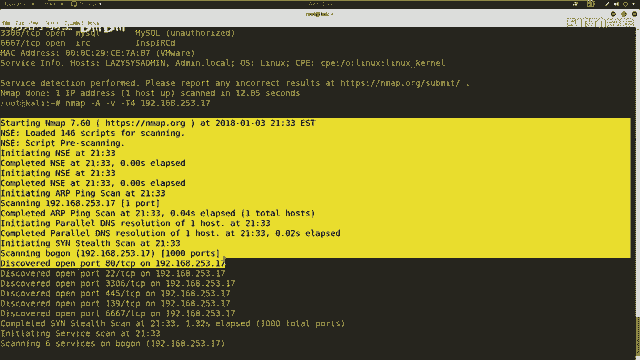 3306/tcp open mysql MySQL (unauthorized)
6667/tcp open irc InspIRCd
MAC Address: 00:0C:29:CE:7A:B7 (VMware)
Service Info: Hosts: LAZYSYSADMIN, Admin.local; OS: Linux; CPE: cpe:/o:linux:linux_kernel
Service detection performed. Please report any incorrect results at https://nmap.org/submit/ .
Nmap done: 1 IP address (1 host up) scanned in 12.05 seconds
root@kali:~# nmap -A -v -T4 192.168.253.17
Starting Nmap 7.60 ( https://nmap.org ) at 2018-01-03 21:33 EST
NSE: Loaded 146 scripts for scanning.
NSE: Script Pre-scanning.
Initiating NSE at 21:33
Completed NSE at 21:33, 0.00s elapsed
Initiating NSE at 21:33
Completed NSE at 21:33, 0.00s elapsed
Initiating ARP Ping Scan at 21:33
Scanning 192.168.253.17 [1 port]
Completed ARP Ping Scan at 21:33, 0.04s elapsed (1 total hosts)
Initiating Parallel DNS resolution of 1 host. at 21:33
Completed Parallel DNS resolution of 1 host. at 21:33, 0.02s elapsed
Initiating SYN Stealth Scan at 21:33
Scanning bogon (192.168.253.17) [1000 ports]
Discovered open port 80/tcp on 192.168.253.17
Discovered open port 22/tcp on 192.168.253.17
Discovered open port 3306/tcp on 192.168.253.17
Discovered open port 445/tcp on 192.168.253.17
Discovered open port 139/tcp on 192.168.253.17
Discovered open port 6667/tcp on 192.168.253.17
Completed SYN Stealth Scan at 21:33, 1.32s elapsed (1000 total ports)
Initiating Service scan at 21:33
Scanning 6 services on bogon (192.168.253.17)